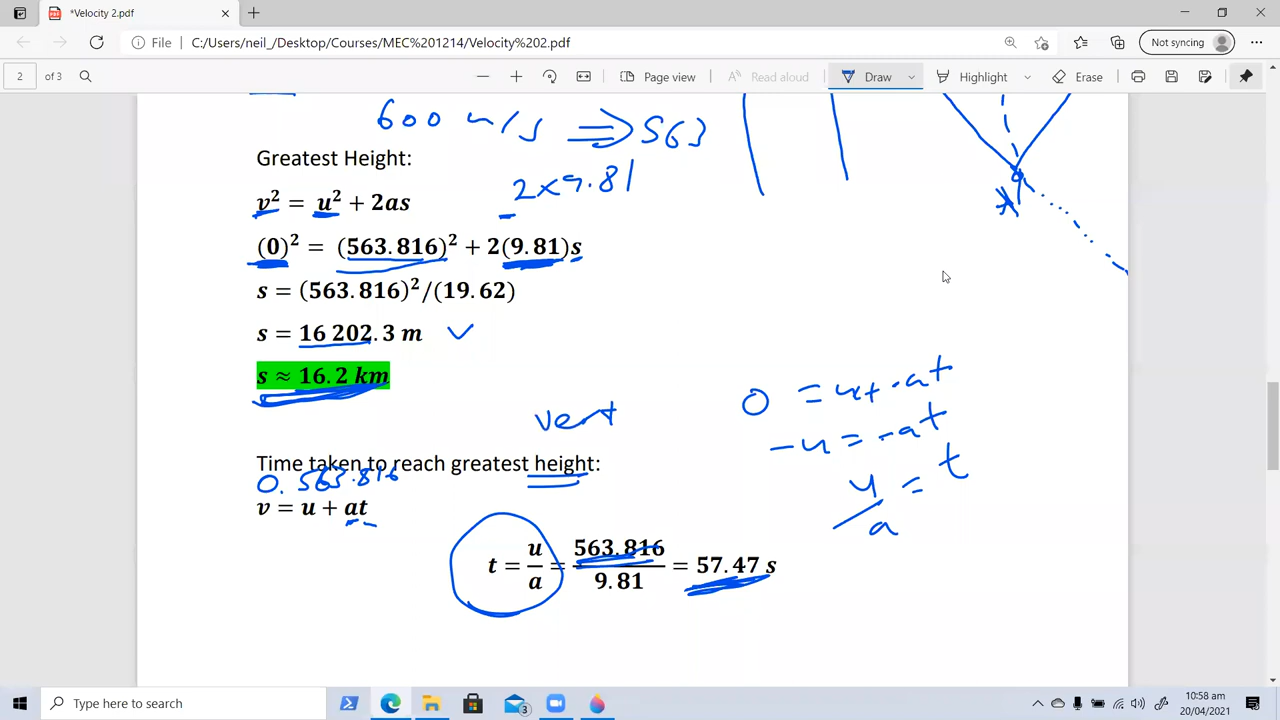 *Velocity 2.pdf
File
C:/Users/neil_/Desktop/Courses/MEC%201214/Velocity%202.pdf
Not syncing
2 of 3
Page view
Read aloud
Draw
Highlight
Erase
600 m/s ⟹ 563
Greatest Height:
2×9.81
v² = u² + 2as
(0)² = (563.816)² + 2(9.81)s
s = (563.816)²/(19.62)
s = 16 202.3 m ✓
s ≈ 16.2 km
0 = u + -at
vert
-u = -at
Time taken to reach greatest height:
u/a = t
0. 563.816
v = u + at
t = u/a = 563.816/9.81 = 57.47 s
Type here to search
3
10:58 am
20/04/2021